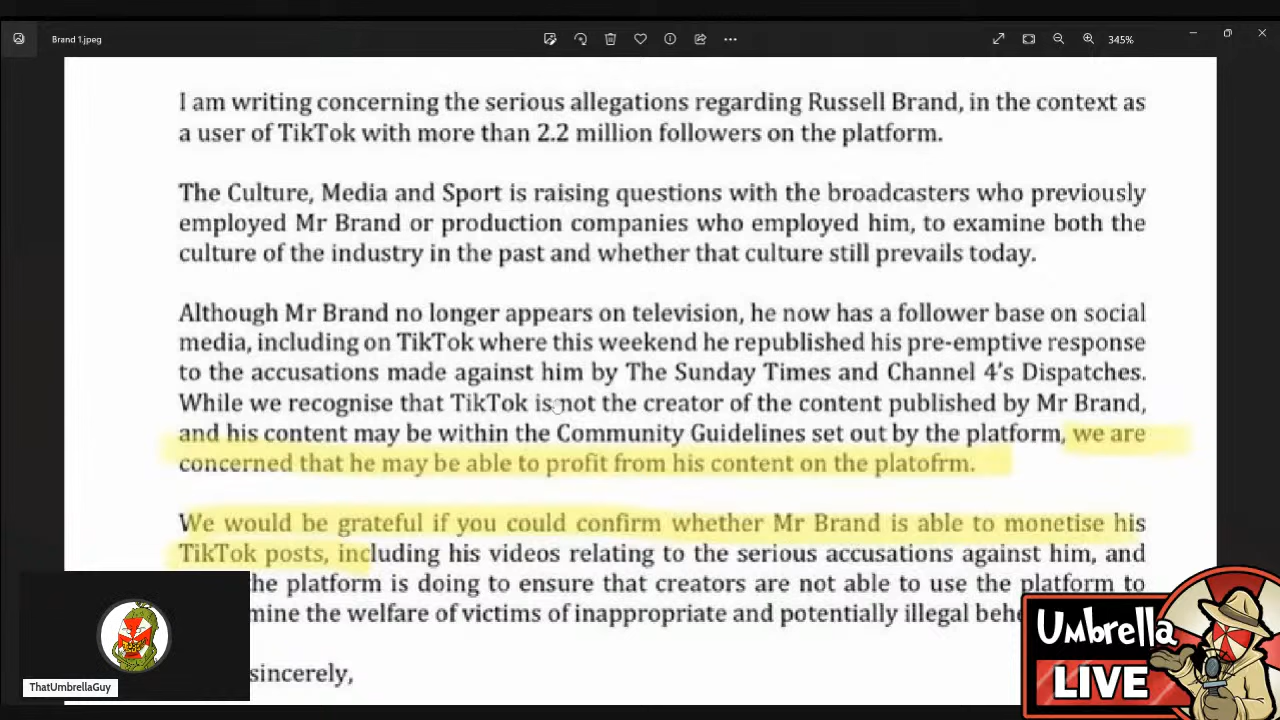 Brand 1.jpeg
345%
I am writing concerning the serious allegations regarding Russell Brand, in the context as
a user of TikTok with more than 2.2 million followers on the platform.
The Culture, Media and Sport is raising questions with the broadcasters who previously
employed Mr Brand or production companies who employed him, to examine both the
culture of the industry in the past and whether that culture still prevails today.
Although Mr Brand no longer appears on television, he now has a follower base on social
media, including on TikTok where this weekend he republished his pre-emptive response
to the accusations made against him by The Sunday Times and Channel 4's Dispatches.
While we recognise that TikTok is not the creator of the content published by Mr Brand,
and his content may be within the Community Guidelines set out by the platform, we are
concerned that he may be able to profit from his content on the platofrm.
We would be grateful if you could confirm whether Mr Brand is able to monetise his
TikTok posts, including his videos relating to the serious accusations against him, and
the platform is doing to ensure that creators are not able to use the platform to
mine the welfare of victims of inappropriate and potentially illegal beh
sincerely,
ThatUmbrellaGuy
Umbrella
LIVE